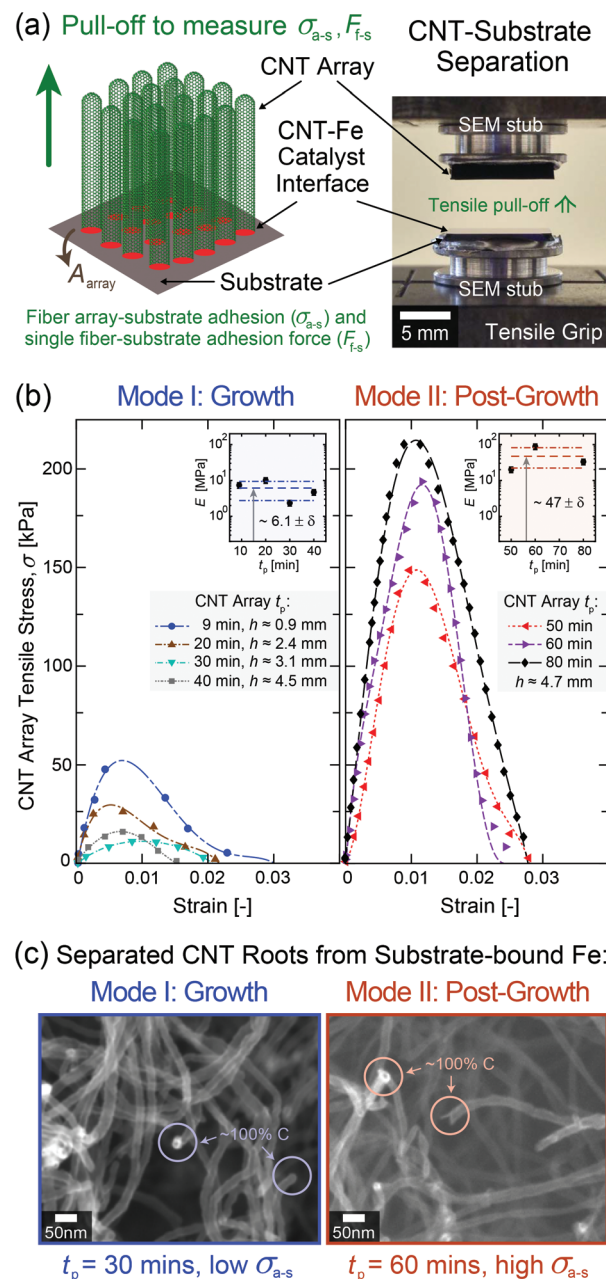 (a) Pull-off to measure σa-s, Ff-s
CNT Array
CNT-Fe
Catalyst
Interface
Substrate
Aarray
Fiber array-substrate adhesion (σa-s) and
single fiber-substrate adhesion force (Ff-s)
CNT-Substrate
Separation
SEM stub
Tensile pull-off
SEM stub
5 mm
Tensile Grip
(b) Mode I: Growth
Mode II: Post-Growth
CNT Array Tensile Stress, σ [kPa]
200
150
100
50
0
E [MPa]
10²
10¹
10⁰
~ 6.1 ± δ
10 20 30 40
tp [min]
CNT Array tp:
9 min, h ≈ 0.9 mm
20 min, h ≈ 2.4 mm
30 min, h ≈ 3.1 mm
40 min, h ≈ 4.5 mm
0 0.01 0.02 0.03
Strain [-]
E [MPa]
10²
10¹
10⁰
~ 47 ± δ
50 60 70 80
tp [min]
CNT Array tp:
50 min
60 min
80 min
h ≈ 4.7 mm
0 0.01 0.02 0.03
Strain [-]
(c) Separated CNT Roots from Substrate-bound Fe:
Mode I: Growth
Mode II: Post-Growth
~100% C
50nm
~100% C
50nm
tp = 30 mins, low σa-s
tp = 60 mins, high σa-s